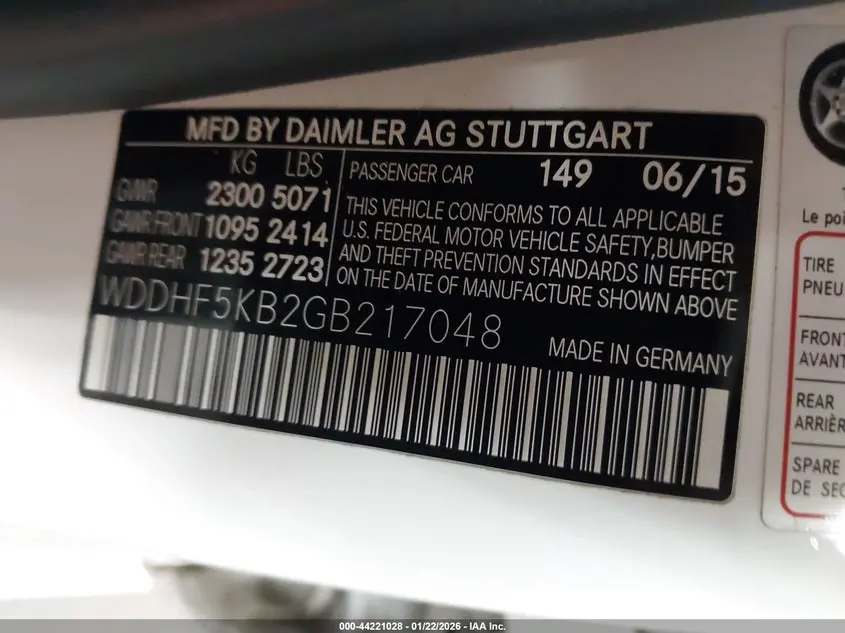 MFD BY DAIMLER AG STUTTGART
KG LBS
GVWR 2300 5071
GAWR FRONT 1095 2414
GAWR REAR 1235 2723
PASSENGER CAR 149 06/15
THIS VEHICLE CONFORMS TO ALL APPLICABLE
U.S. FEDERAL MOTOR VEHICLE SAFETY, BUMPER
AND THEFT PREVENTION STANDARDS IN EFFECT
ON THE DATE OF MANUFACTURE SHOWN ABOVE
WDDHF5KB2GB217048
MADE IN GERMANY
Le poi
TIRE
PNEU
FRONT
AVANT
REAR
ARRIÈR
SPARE
DE SEC
000-44221028 - 01/22/2026 - IAA Inc.